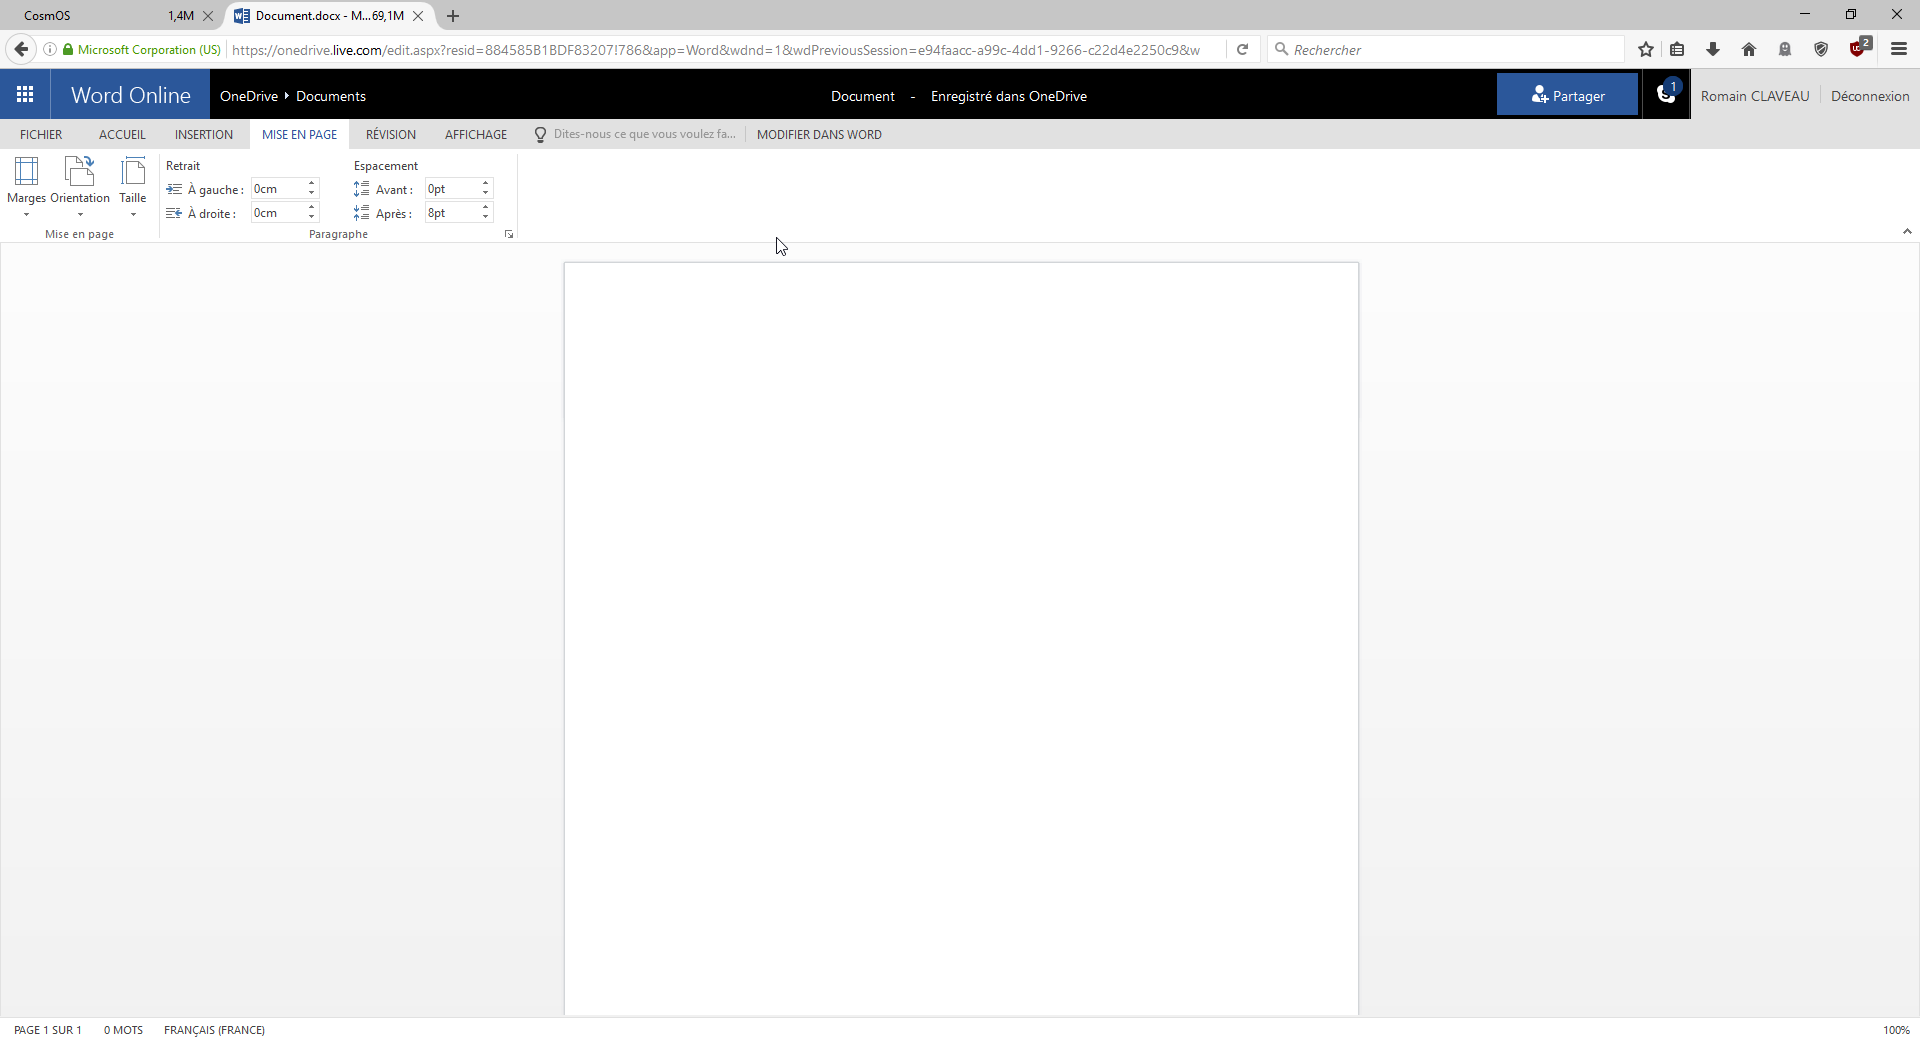 CosmOS 1,4M Document.docx - M...69,1M
Microsoft Corporation (US) https://onedrive.live.com/edit.aspx?resid=884585B1BDF83207!786&app=Word&wdnd=1&wdPreviousSession=e94faacc-a99c-4dd1-9266-c22d4e2250c9&w Rechercher 2
Word Online OneDrive Documents Document - Enregistré dans OneDrive Partager 1 Romain CLAVEAU Déconnexion
FICHIER ACCUEIL INSERTION MISE EN PAGE RÉVISION AFFICHAGE Dites-nous ce que vous voulez fa... MODIFIER DANS WORD
Retrait Espacement
À gauche : 0cm Avant : 0pt
Marges Orientation Taille
À droite : 0cm Après : 8pt
Mise en page Paragraphe
PAGE 1 SUR 1 0 MOTS FRANÇAIS (FRANCE) 100%